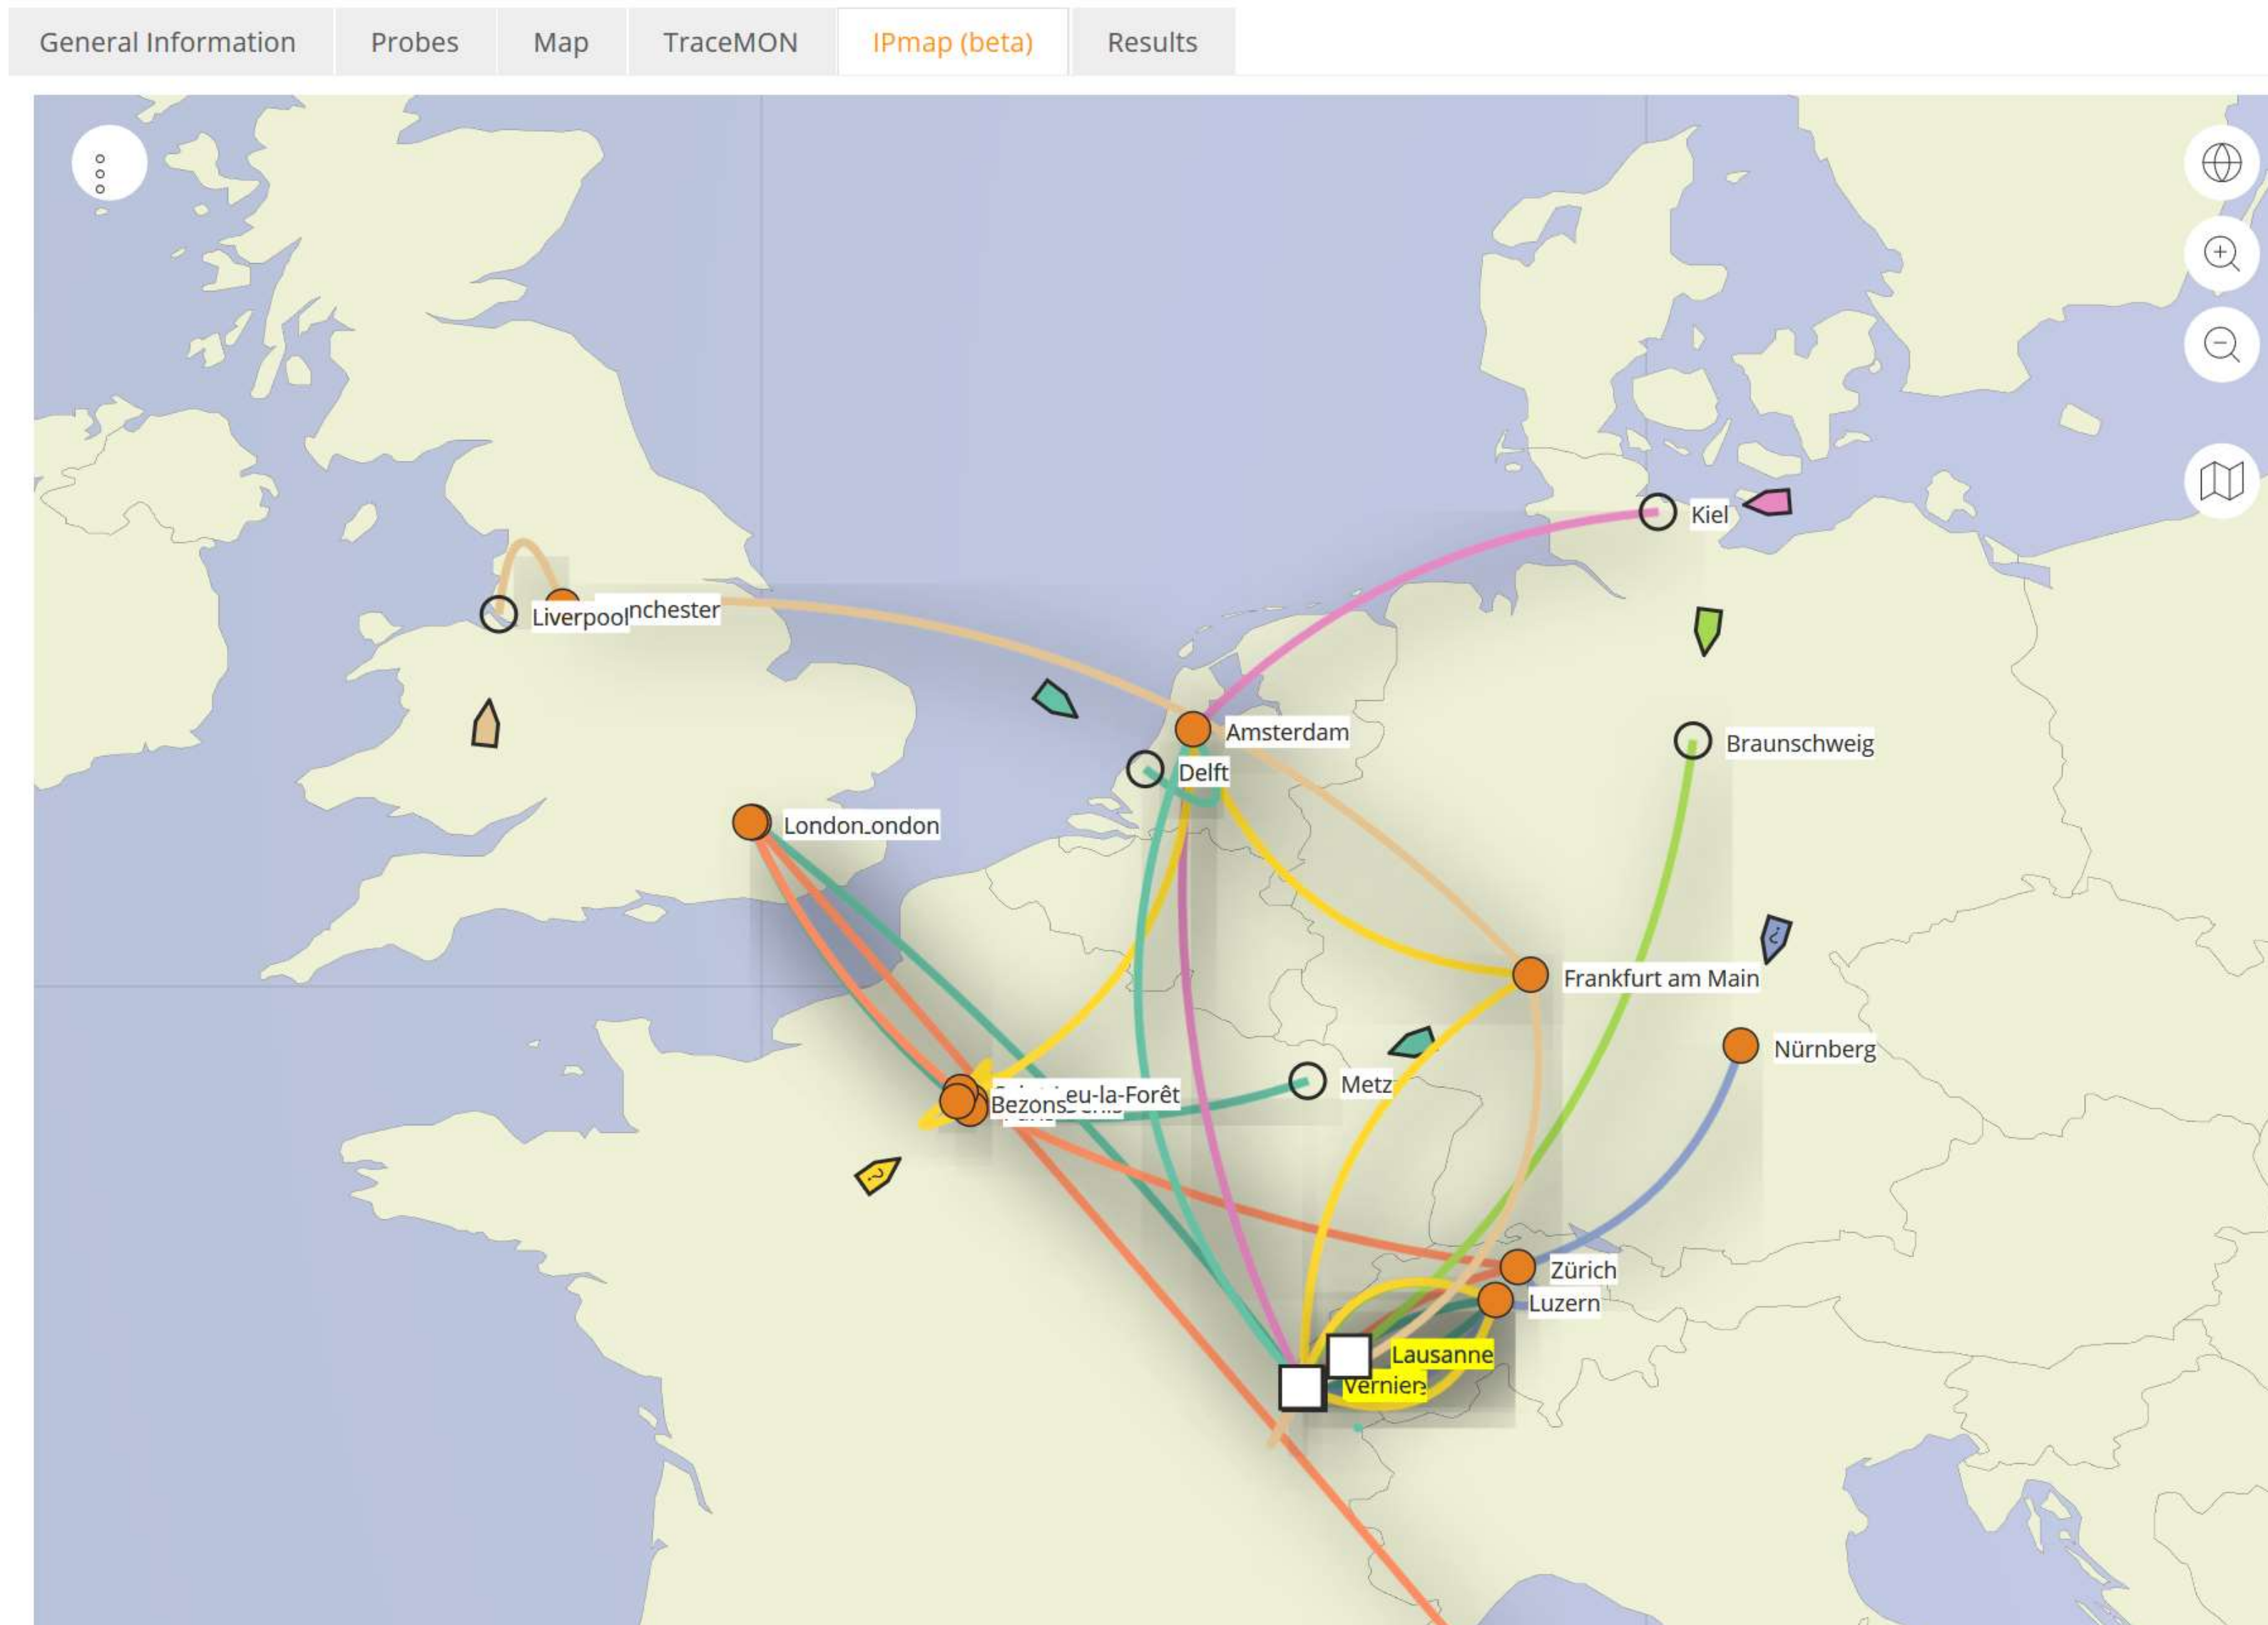 General Information
Probes
Map
TraceMON
IPmap (beta)
Results
Kiel
Liverpool
nchester
Amsterdam
Braunschweig
Delft
London
ondon
Frankfurt am Main
Nürnberg
Metz
eu-la-Forêt
Bezons
Zürich
Luzern
Lausanne
Vernier
?
?